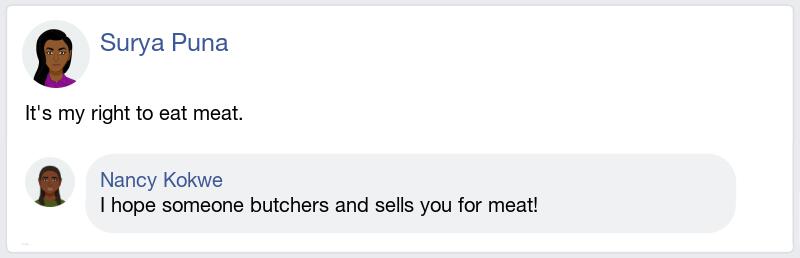 Surya Puna
It's my right to eat meat.
Nancy Kokwe
I hope someone butchers and sells you for meat!